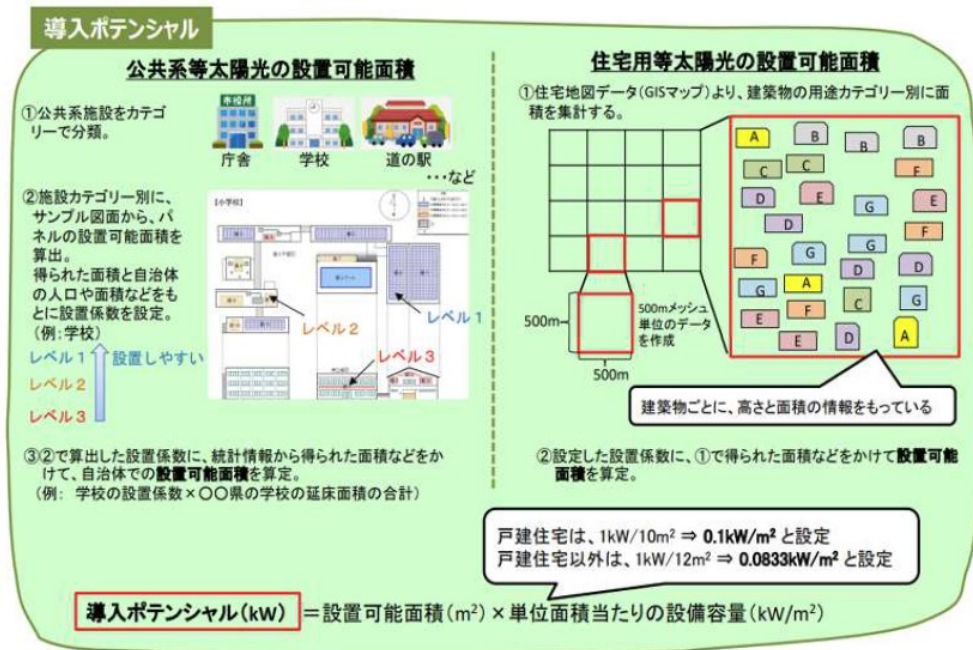 導入ポテンシャル
公共系等太陽光の設置可能面積
①公共系施設をカテゴ
リーで分類。
市役所
庁舎
学校
道の駅
・・・など
②施設カテゴリー別に、
サンプル図面から、パ
ネルの設置可能面積を
算出。
得られた面積と自治体
の人口や面積などをも
とに設置係数を設定。
(例:学校)
レベル1
設置しやすい
レベル2
レベル3
【小学校】
レベル2
レベル1
レベル3
③②で算出した設置係数に、統計情報から得られた面積などをか
けて、自治体での設置可能面積を算定。
(例: 学校の設置係数×〇〇県の学校の延床面積の合計)
住宅用等太陽光の設置可能面積
①住宅地図データ(GISマップ)より、建築物の用途カテゴリー別に面
積を集計する。
A B B B
C C F
D E G
D F
F G G D D
G A C G
E F
E D A
500m
500m
500mメッシュ
単位のデータ
を作成
建築物ごとに、高さと面積の情報をもっている
②設定した設置係数に、①で得られた面積などをかけて設置可能
面積を算定。
戸建住宅は、1kW/10m² ⇒ 0.1kW/m² と設定
戸建住宅以外は、1kW/12m² ⇒ 0.0833kW/m² と設定
導入ポテンシャル(kW) =設置可能面積(m²)×単位面積当たりの設備容量(kW/m²)